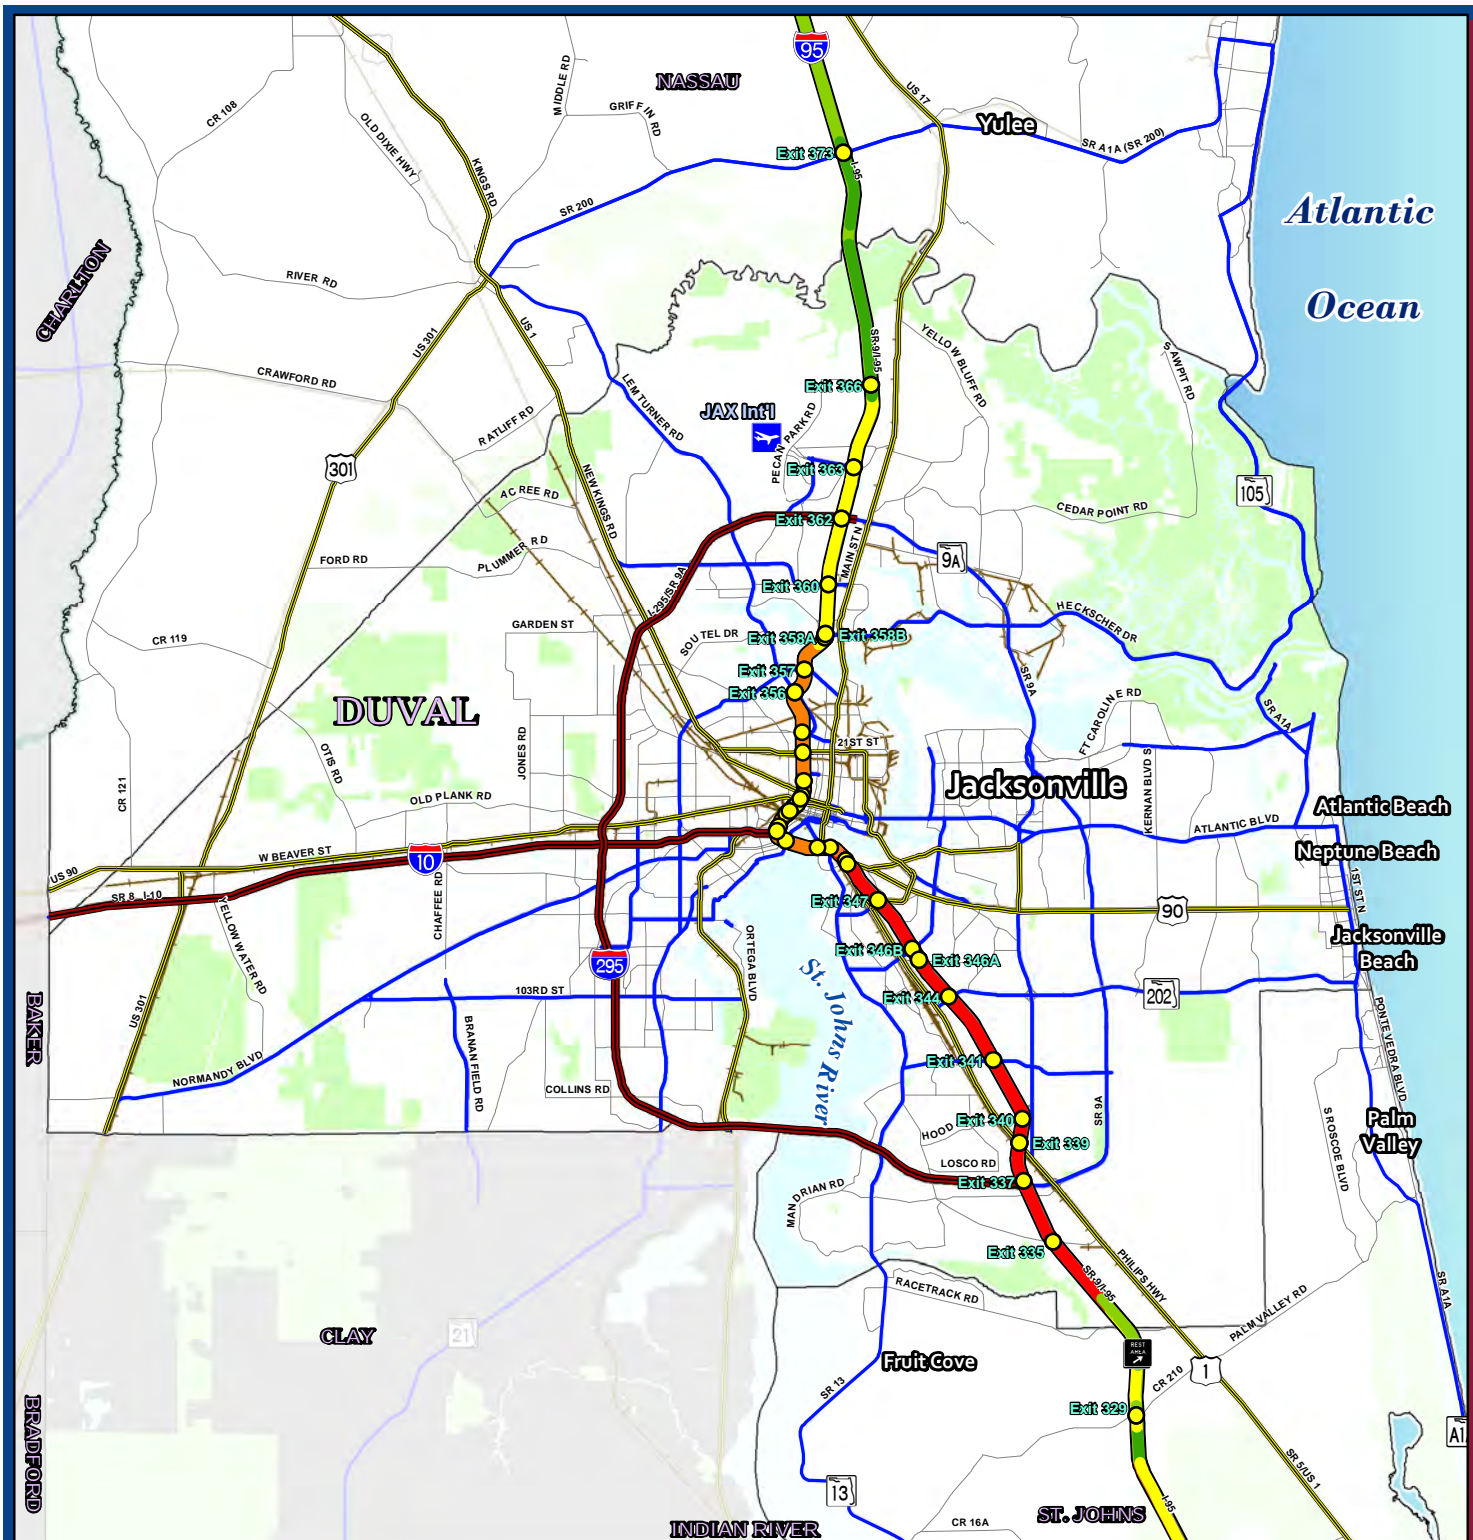 95
NASSAU
US 17
MIDDLE RD
GRIFFIN RD
CR 108
OLD DIXIE HWY
Yulee
SR A1A (SR 200)
Exit 373
I-95
KINGS RD
SR 200
Atlantic
Ocean
CHARLTON
RIVER RD
US 301
US 1
SR-9/I-95
YELLOW BLUFF RD
SAWPIT RD
CRAWFORD RD
LEM TURNER RD
Exit 366
RATLIFF RD
JAX Int'l
PECAN PARK RD
301
NEW KINGS RD
Exit 363
ACREE RD
105
CEDAR POINT RD
Exit 362
MAIN ST N
PLUMMER RD
FORD RD
9A
Exit 360
I-295/SR 9A
HECKSCHER DR
GARDEN ST
CR 119
SOUTEL DR
Exit 358A
Exit 358B
Exit 357
SR 9A
Exit 356
FT CAROLINE RD
SR A1A
DUVAL
21ST ST
OTIS RD
JONES RD
KERNAN BLVD S
Jacksonville
CR 121
OLD PLANK RD
Atlantic Beach
ATLANTIC BLVD
W BEAVER ST
10
Neptune Beach
US 90
SR 8
I-10
CHAFFEE RD
1ST ST N
Exit 347
90
YELLOW WATER RD
ORTEGA BLVD
Jacksonville
Beach
Exit 346B
Exit 346A
295
St. Johns River
103RD ST
Exit 344
202
BAKER
US 301
BRANAN FIELD RD
PONTE VEDRA BLVD
NORMANDY BLVD
Exit 341
COLLINS RD
SR 9A
HOOD
Exit 340
Palm
Valley
S ROSCOE BLVD
Exit 339
LOSCO RD
Exit 337
MANDRIAN RD
Exit 335
PHILIPS HWY
SR-9/I-95
RACETRACK RD
SR A1A
PALM VALLEY RD
CLAY
21
REST
AREA
Fruit Cove
1
CR 210
SR 13
Exit 329
BRADFORD
A1A
SR 5/US 1
13
I-95
ST. JOHNS
CR 16A
INDIAN RIVER